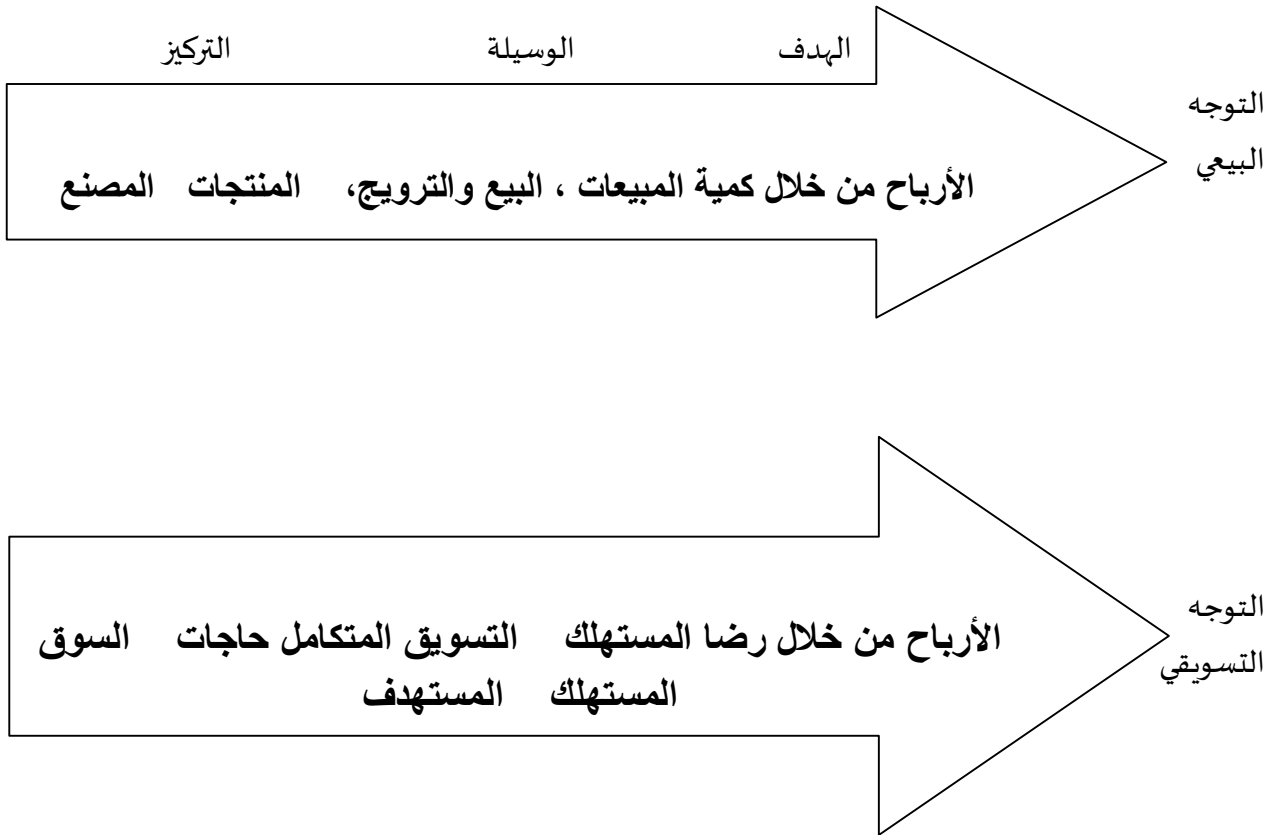 الهدف الوسيلة التركيز
التوجه
البيعي
الأرباح من خلال كمية المبيعات ، البيع والترويج، المنتجات المصنع
التوجه
التسويقي
الأرباح من خلال رضا المستهلك التسويق المتكامل حاجات السوق
المستهلك المستهدف